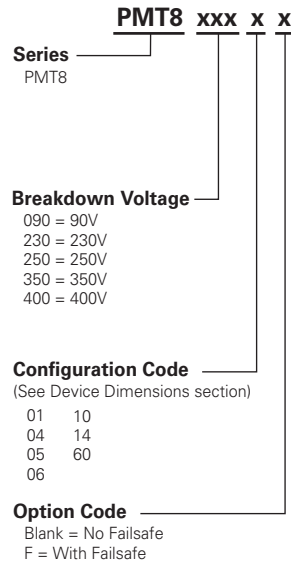 PMT8 xxx x x
Series
PMT8
Breakdown Voltage
090 = 90V
230 = 230V
250 = 250V
350 = 350V
400 = 400V
Configuration Code
(See Device Dimensions section)
01 10
04 14
05 60
06
Option Code
Blank = No Failsafe
F = With Failsafe